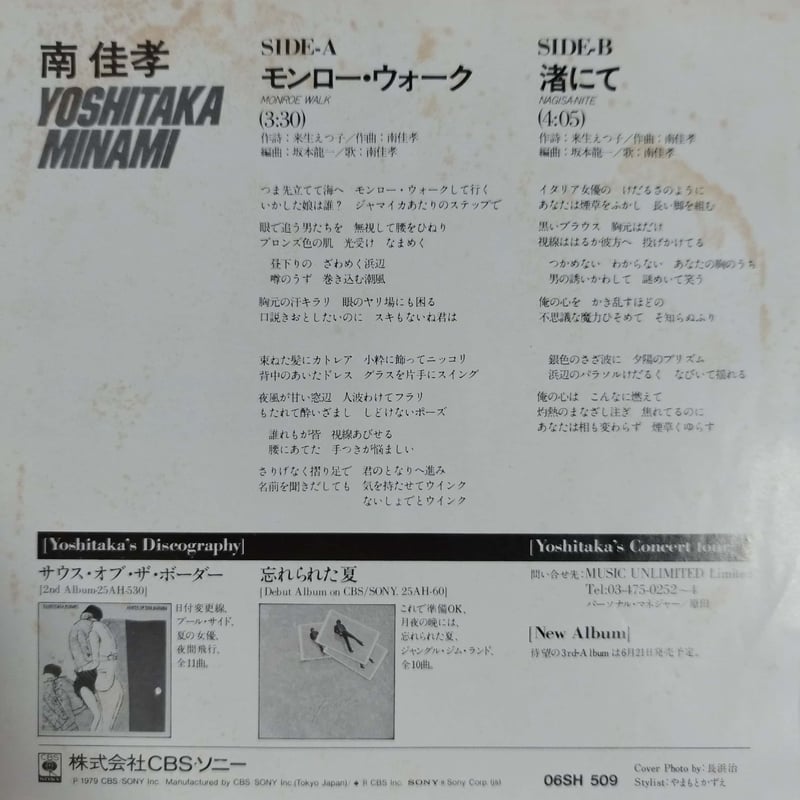 南 佳孝
YOSHITAKA
MINAMI
SIDE-A
モンロー・ウォーク
MONROE WALK
(3:30)
作詩：来生えつ子／作曲：南佳孝
編曲：坂本龍一／歌：南佳孝
つま先立てて海へ　モンロー・ウォークして行く
いかした娘は誰？　ジャマイカあたりのステップで
眼で追う男たちを　無視して腰をひねり
ブロンズ色の肌　光受け　なまめく
昼下りの　ざわめく浜辺
噂のうず　巻き込む潮風
胸元の汗キラリ　眼のヤリ場にも困る
口説きおとしたいのに　スキもないね君は
束ねた髪にカトレア　小粋に飾ってニッコリ
背中のあいたドレス　グラスを片手にスイング
夜風が甘い窓辺　人波わけてフラリ
もたれて酔いざまし　しどけないポーズ
誰れもが皆　視線あびせる
腰にあてた　手つきが悩ましい
さりげなく摺り足で　君のとなりへ進み
名前を聞きだしても　気を持たせてウインク
ないしょでとウインク
SIDE-B
渚にて
NAGISA-NITE
(4:05)
作詩：来生えつ子／作曲：南佳孝
編曲：坂本龍一／歌：南佳孝
イタリア女優の　けだるさのように
あなたは煙草をふかし　長い脚を組む
黒いブラウス　胸元はだけ
視線ははるか彼方へ　投げかけてる
つかめない　わからない　あなたの胸のうち
男の誘いかわして　謎めいて笑う
俺の心を　かき乱すほどの
不思議な魔力ひそめて　そ知らぬふり
銀色のさざ波に　夕陽のプリズム
浜辺のパラソルけだるく　なびいて揺れる
俺の心は　こんなに燃えて
灼熱のまなざし注ぎ　焦れてるのに
あなたは相も変わらず　煙草くゆらす
[Yoshitaka's Discography]
サウス・オブ・ザ・ボーダー
[2nd Album-25AH-530]
日付変更線、
プール・サイド、
夏の女優、
夜間飛行、
全11曲。
忘れられた夏
[Debut Album on CBS/SONY. 25AH-60]
これで準備OK、
月夜の晩には、
忘れられた夏、
ジャングル・ジム・ランド、
全10曲。
[Yoshitaka's Concert tour
問い合せ先：MUSIC UNLIMITED Limited
Tel:03-475-0252〜4
パーソナル・マネジャー／原田
[New Album]
待望の3rd-Albumは6月21日発売予定。
CBS
SONY
株式会社CBS・ソニー
℗ 1979 CBS/SONY Inc. Manufactured by CBS/SONY Inc.(Tokyo Japan)/ ® CBS Inc. SONY ® Sony Corp. (js)
06SH 509
Cover Photo by：長浜治
Stylist：やまもとかずえ